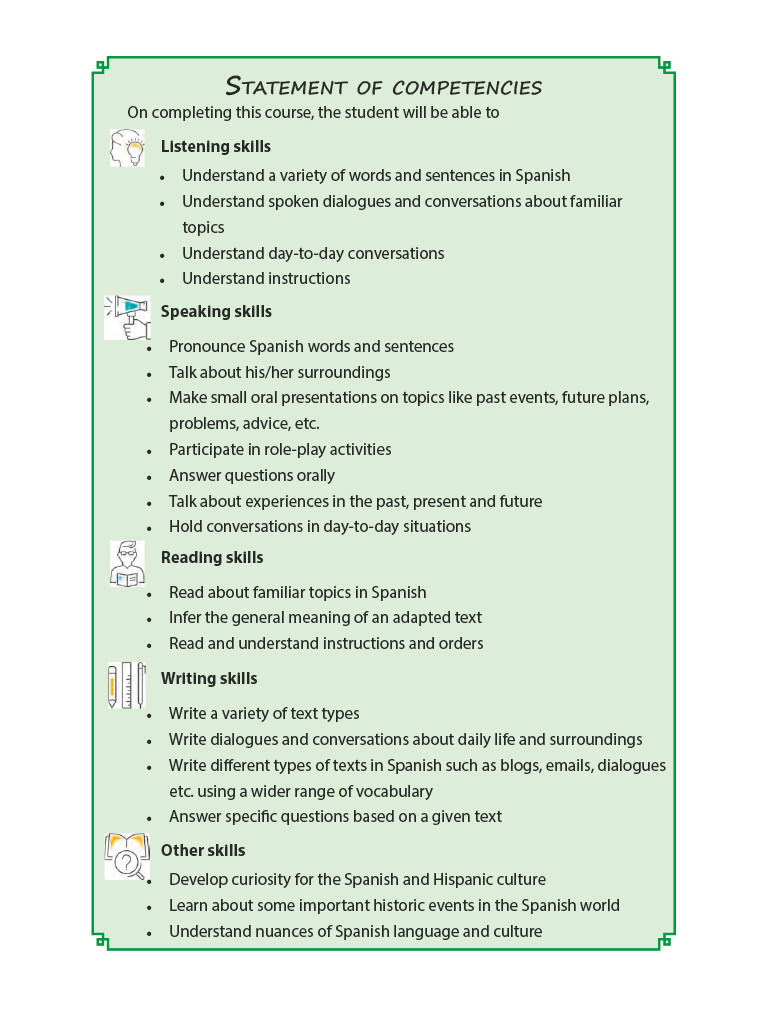 STATEMENT OF COMPETENCIES
On completing this course, the student will be able to
Listening skills
• Understand a variety of words and sentences in Spanish
• Understand spoken dialogues and conversations about familiar
topics
• Understand day-to-day conversations
• Understand instructions
Speaking skills
• Pronounce Spanish words and sentences
• Talk about his/her surroundings
• Make small oral presentations on topics like past events, future plans,
problems, advice, etc.
• Participate in role-play activities
• Answer questions orally
• Talk about experiences in the past, present and future
• Hold conversations in day-to-day situations
Reading skills
• Read about familiar topics in Spanish
• Infer the general meaning of an adapted text
• Read and understand instructions and orders
Writing skills
• Write a variety of text types
• Write dialogues and conversations about daily life and surroundings
• Write different types of texts in Spanish such as blogs, emails, dialogues
etc. using a wider range of vocabulary
• Answer specific questions based on a given text
?
Other skills
• Develop curiosity for the Spanish and Hispanic culture
• Learn about some important historic events in the Spanish world
• Understand nuances of Spanish language and culture